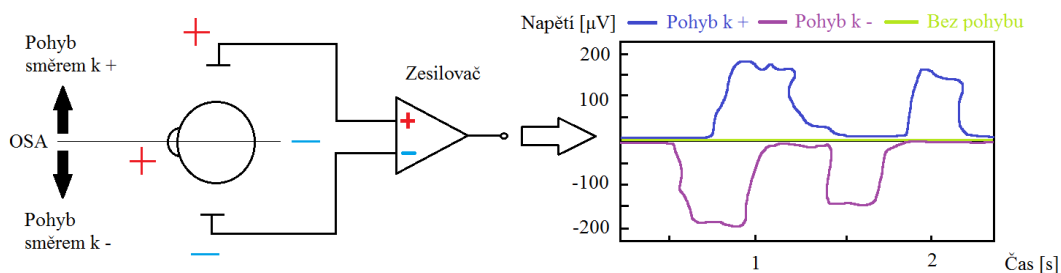 +
Pohyb
směrem k +
OSA
+
Pohyb
směrem k -
−
−
Zesilovač
+
−
Napětí [µV]
Pohyb k +
Pohyb k -
Bez pohybu
200
100
0
-100
-200
1
2
Čas [s]